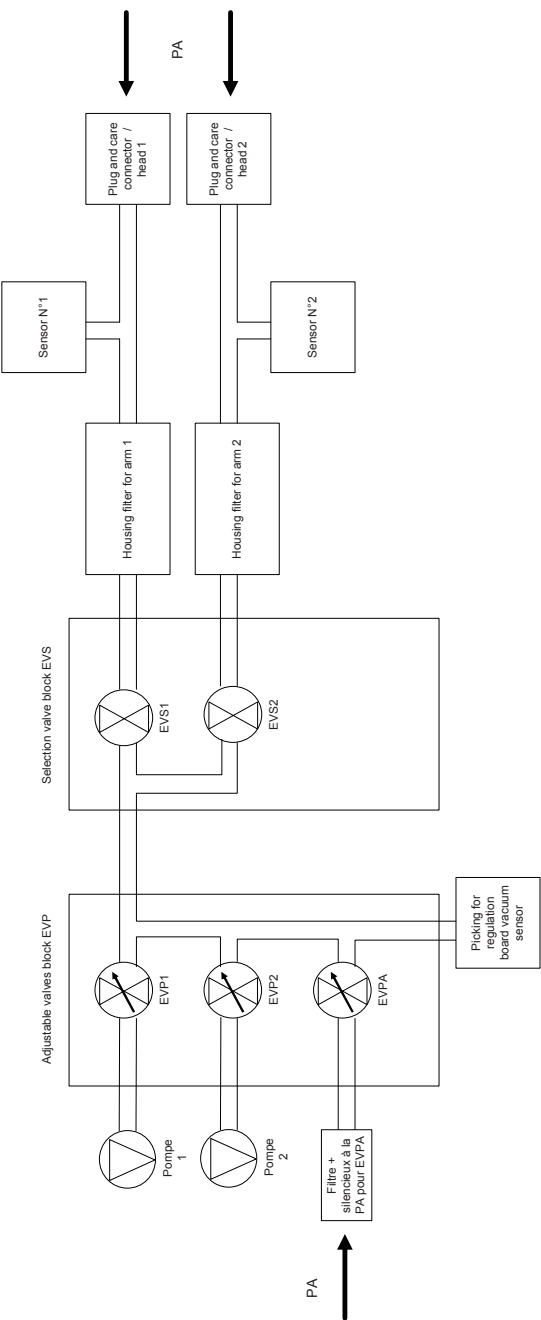 PA
Plug and care
connector /
head 1
Plug and care
connector /
head 2
Sensor N°1
Sensor N°2
Housing filter for arm 1
Housing filter for arm 2
Selection valve block EVS
EVS1
EVS2
Adjustable valves block EVP
EVP1
EVP2
EVPA
Picking for
regulation
board vacuum
sensor
Pompe
1
Pompe
2
Filtre +
silencieux à la
PA pour EVPA
PA